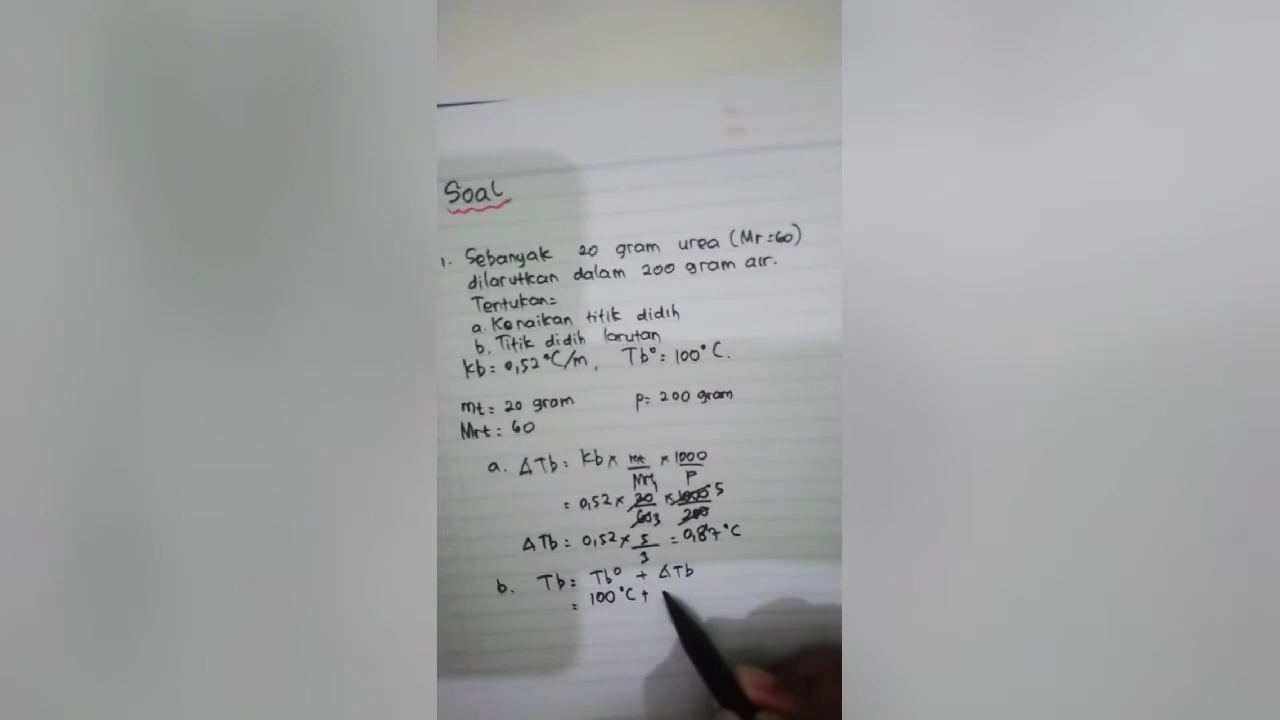 Soal
1. Sebanyak 20 gram urea (Mr=60)
dilarutkan dalam 200 gram air.
Tentukan=
a. Kenaikan titik didih
b. Titik didih larutan
kb= 0,52°C/m, Tb°= 100°C.
mt= 20 gram P= 200 gram
Mrt= 60
a. ΔTb= Kb × mt/Mrt × 1000/P
= 0,52 × 20/60 3 × 1000/200 5
ΔTb= 0,52 × 5/3 = 0,87°C
b. Tb= Tb° + ΔTb
= 100°C +